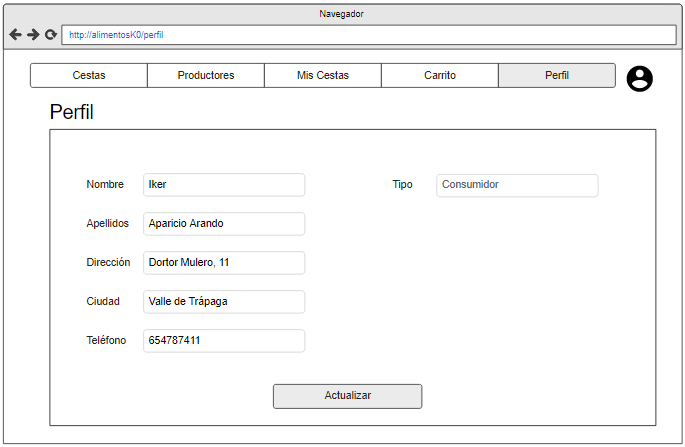 Navegador
http://alimentosK0/perfil
Cestas Productores Mis Cestas Carrito Perfil
Perfil
Nombre Iker Tipo Consumidor
Apellidos Aparicio Arando
Dirección Dortor Mulero, 11
Ciudad Valle de Trápaga
Teléfono 654787411
Actualizar